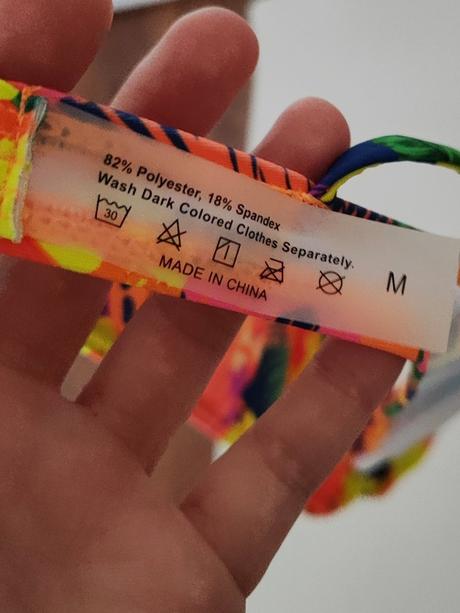 82% Polyester, 18% Spandex
Wash Dark Colored Clothes Separately.
30
M
MADE IN CHINA